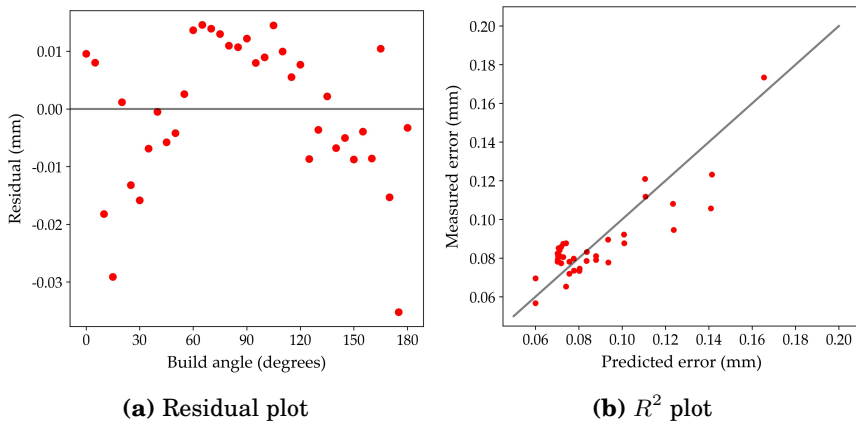 0.01
0.00
-0.01
-0.02
-0.03
Residual (mm)
0 30 60 90 120 150 180
Build angle (degrees)
(a) Residual plot
0.20
0.18
0.16
0.14
0.12
0.10
0.08
0.06
Measured error (mm)
0.06 0.08 0.10 0.12 0.14 0.16 0.18 0.20
Predicted error (mm)
(b) R² plot